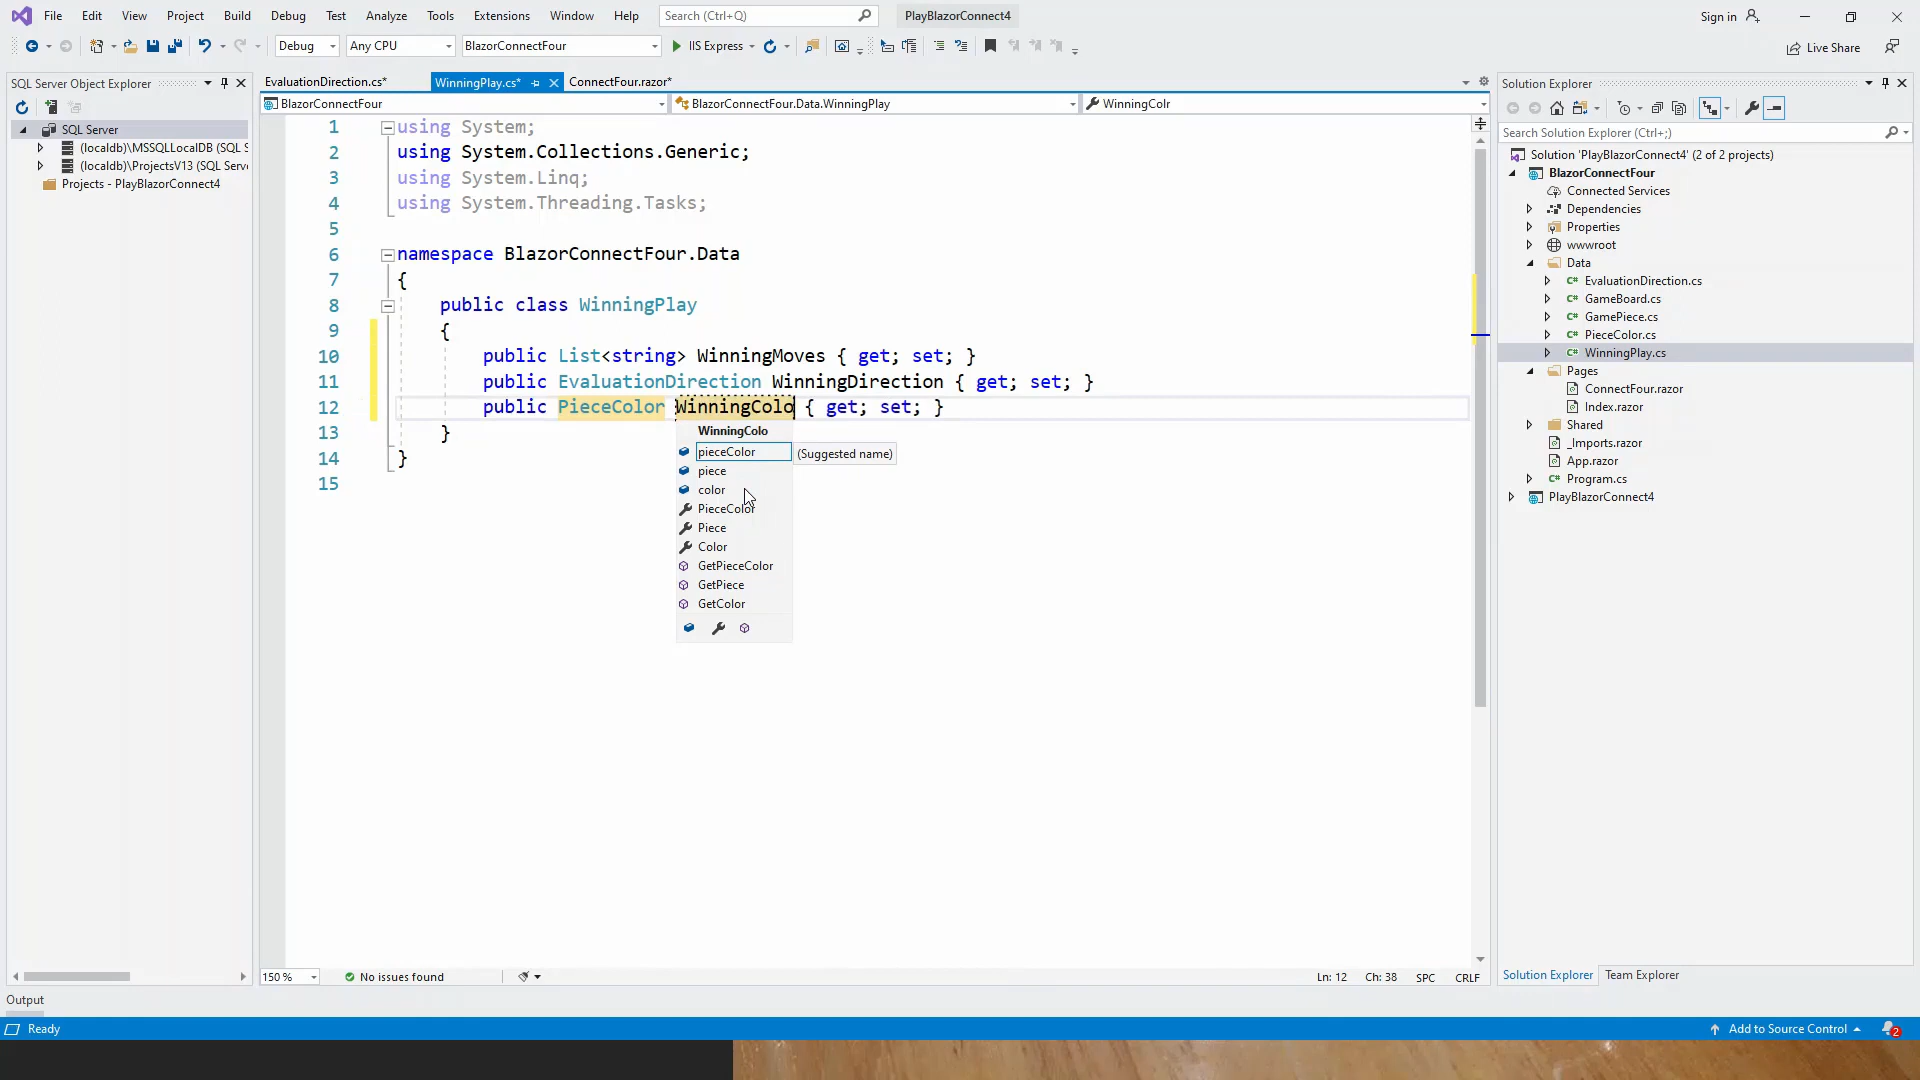 File Edit View Project Build Debug Test Analyze Tools Extensions Window Help Search (Ctrl+Q) PlayBlazorConnect4 Sign in
Debug Any CPU BlazorConnectFour IIS Express Live Share
SQL Server Object Explorer
SQL Server
(localdb)\MSSQLLocalDB (SQL S
(localdb)\ProjectsV13 (SQL Serve
Projects - PlayBlazorConnect4
EvaluationDirection.cs* WinningPlay.cs* ConnectFour.razor*
BlazorConnectFour BlazorConnectFour.Data.WinningPlay WinningColr
1 using System;
2 using System.Collections.Generic;
3 using System.Linq;
4 using System.Threading.Tasks;
5
6 namespace BlazorConnectFour.Data
7 {
8 public class WinningPlay
9 {
10 public List<string> WinningMoves { get; set; }
11 public EvaluationDirection WinningDirection { get; set; }
12 public PieceColor WinningColo { get; set; }
13 }
14 }
15
WinningColo
pieceColor (Suggested name)
piece
color
PieceColor
Piece
Color
GetPieceColor
GetPiece
GetColor
150 % No issues found Ln: 12 Ch: 38 SPC CRLF
Solution Explorer
Search Solution Explorer (Ctrl+;)
Solution 'PlayBlazorConnect4' (2 of 2 projects)
BlazorConnectFour
Connected Services
Dependencies
Properties
wwwroot
Data
C# EvaluationDirection.cs
C# GameBoard.cs
C# GamePiece.cs
C# PieceColor.cs
C# WinningPlay.cs
Pages
ConnectFour.razor
Index.razor
Shared
_Imports.razor
App.razor
C# Program.cs
PlayBlazorConnect4
Solution Explorer Team Explorer
Output
Ready Add to Source Control 2